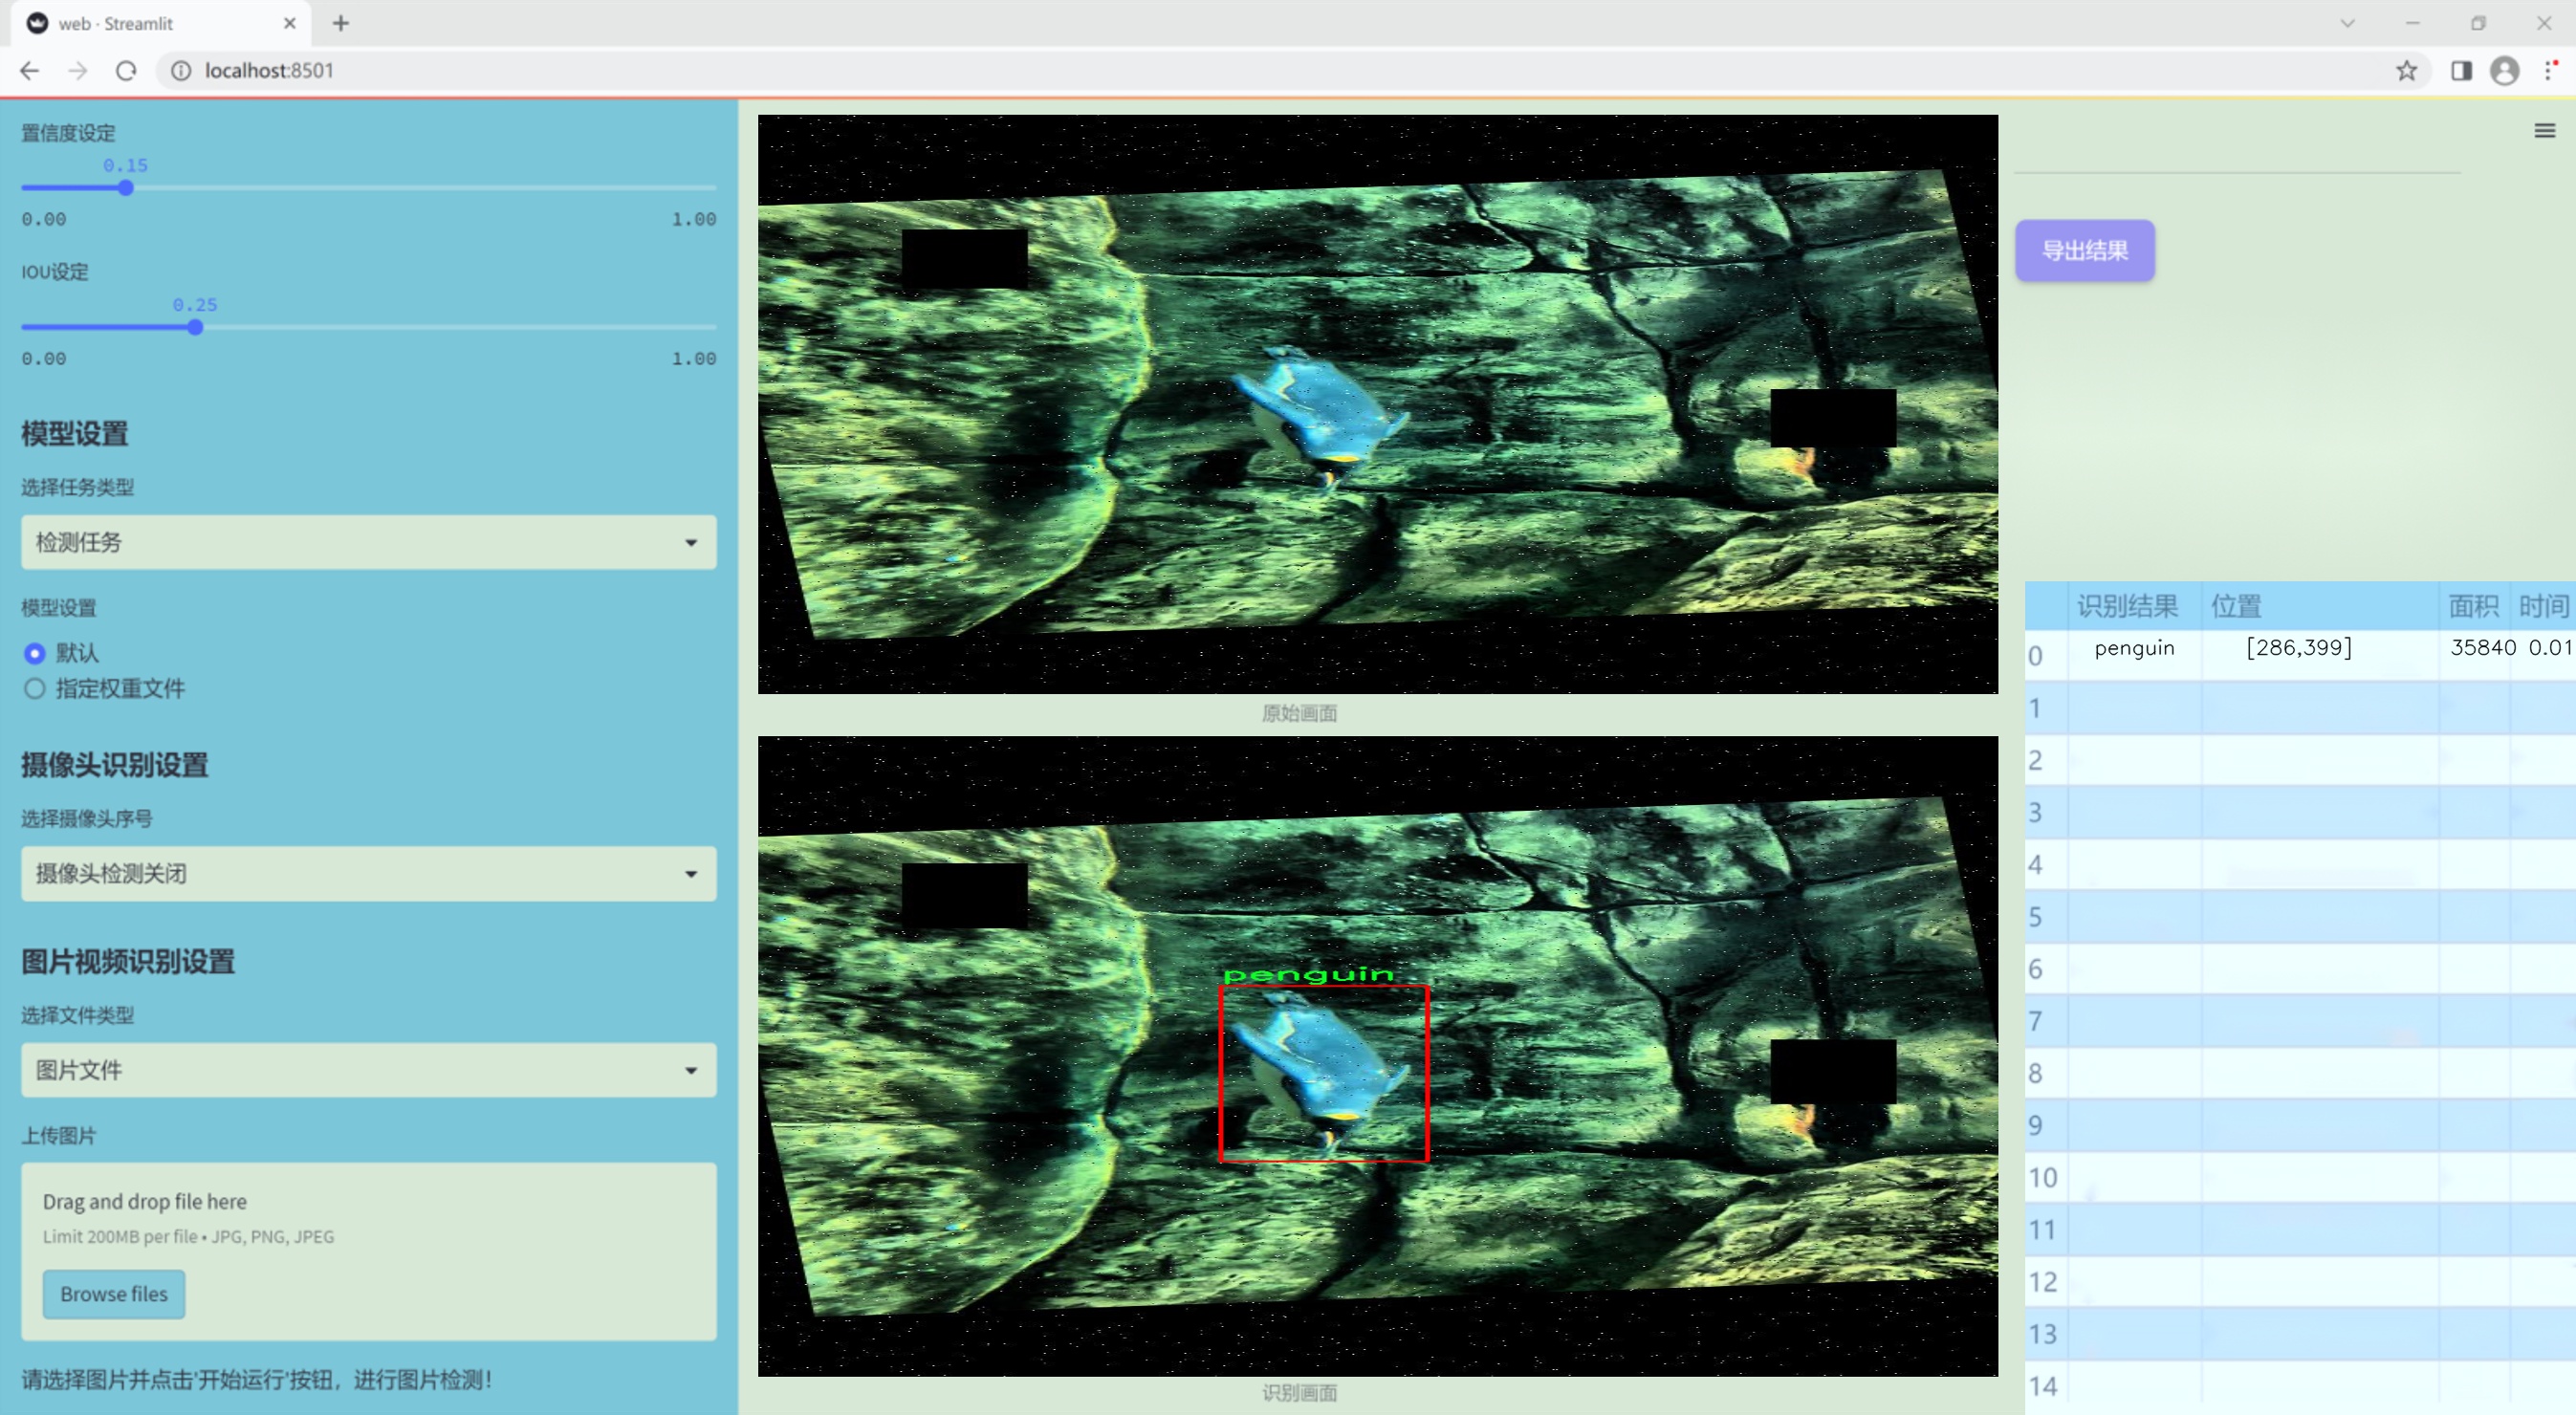 web · Streamlit
localhost:8501
置信度设定
0.15
0.00 1.00
IOU设定
0.25
0.00 1.00
模型设置
选择任务类型
检测任务
模型设置
默认
指定权重文件
摄像头识别设置
选择摄像头序号
摄像头检测关闭
图片视频识别设置
选择文件类型
图片文件
上传图片
Drag and drop file here
Limit 200MB per file • JPG, PNG, JPEG
Browse files
请选择图片并点击'开始运行'按钮，进行图片检测！
原始画面
penguin
识别画面
导出结果
识别结果 位置 面积 时间
0 penguin [286,399] 35840 0.01
1
2
3
4
5
6
7
8
9
10
11
12
13
14